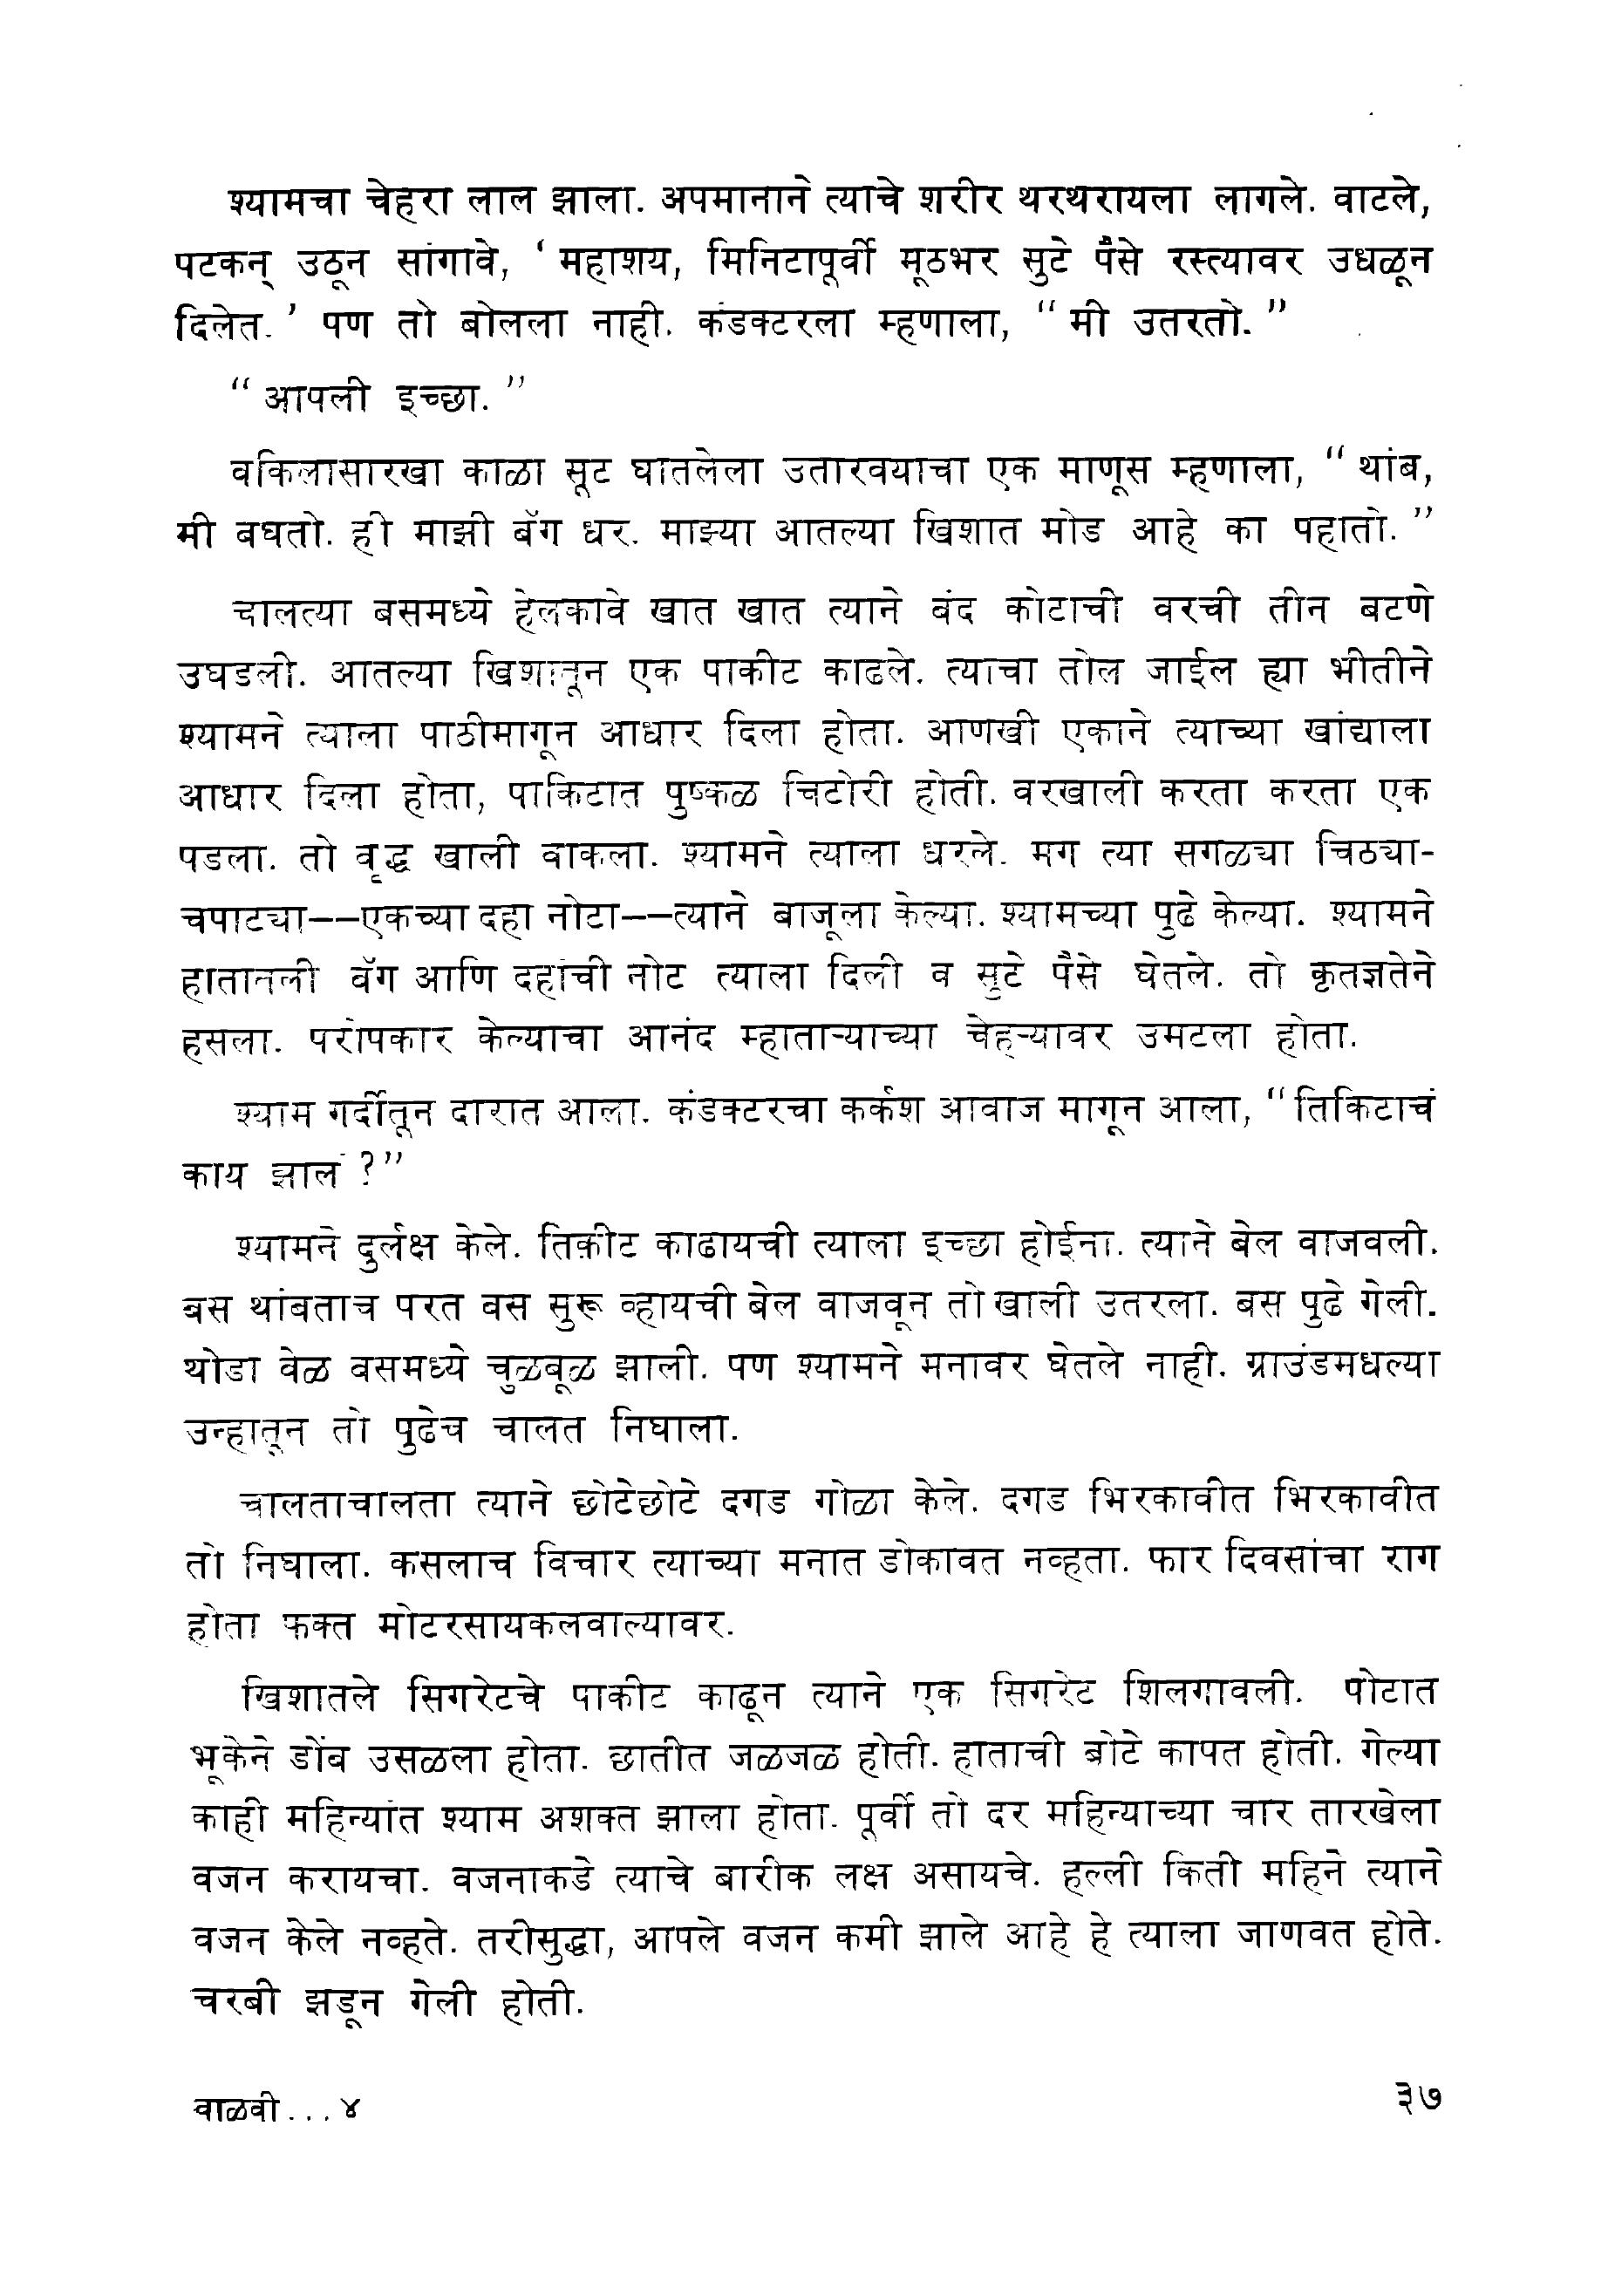 श्यामचा चेहरा लाल झाला. अपमानाने त्याचे शरीर थरथरायला लागले. वाटले,
पटकन् उठून सांगावे, ‘ महाशय, मिनिटापूर्वी मूठभर सुटे पैसे रस्त्यावर उधळून
दिलेत. ’ पण तो बोलला नाही. कंडक्टरला म्हणाला, “ मी उतरतो. ”
“ आपली इच्छा. ”
वकिलासारखा काळा सूट घातलेला उतारवयाचा एक माणूस म्हणाला, “ थांब,
मी बघतो. ही माझी बॅग धर. माझ्या आतल्या खिशात मोड आहे का पहातो. ”
चालत्या बसमध्ये हेलकावे खात खात त्याने बंद कोटाची वरची तीन बटणे
उघडली. आतल्या खिशातून एक पाकीट काढले. त्याचा तोल जाईल ह्या भीतीने
श्यामने त्याला पाठीमागून आधार दिला होता. आणखी एकाने त्याच्या खांद्याला
आधार दिला होता, पाकिटात पुष्कळ चिटोरी होती. वरखाली करता करता एक
पडला. तो वृद्ध खाली वाकला. श्यामने त्याला धरले. मग त्या सगळ्या चिठ्या-
चपाट्या––एकच्या दहा नोटा––त्याने बाजूला केल्या. श्यामच्या पुढे केल्या. श्यामने
हातातली बॅग आणि दहांची नोट त्याला दिली व सुटे पैसे घेतले. तो कृतज्ञतेने
हसला. परोपकार केल्याचा आनंद म्हाताऱ्याच्या चेहऱ्यावर उमटला होता.
श्याम गर्दीतून दारात आला. कंडक्टरचा कर्कश आवाज मागून आला, “तिकिटाचं
काय झालं ?”
श्यामने दुर्लक्ष केले. तिकीट काढायची त्याला इच्छा होईना. त्याने बेल वाजवली.
बस थांबताच परत बस सुरू व्हायची बेल वाजवून तो खाली उतरला. बस पुढे गेली.
थोडा वेळ बसमध्ये चुळबूळ झाली. पण श्यामने मनावर घेतले नाही. ग्राउंडमधल्या
उन्हातून तो पुढेच चालत निघाला.
चालताचालता त्याने छोटेछोटे दगड गोळा केले. दगड भिरकावीत भिरकावीत
तो निघाला. कसलाच विचार त्याच्या मनात डोकावत नव्हता. फार दिवसांचा राग
होता फक्त मोटरसायकलवाल्यावर.
खिशातले सिगरेटचे पाकीट काढून त्याने एक सिगरेट शिलगावली. पोटात
भूकेने डोंब उसळला होता. छातीत जळजळ होती. हाताची बोटे कापत होती. गेल्या
काही महिन्यांत श्याम अशक्त झाला होता. पूर्वी तो दर महिन्याच्या चार तारखेला
वजन करायचा. वजनाकडे त्याचे बारीक लक्ष असायचे. हल्ली किती महिने त्याने
वजन केले नव्हते. तरीसुद्धा, आपले वजन कमी झाले आहे हे त्याला जाणवत होते.
चरबी झडून गेली होती.
वाळवी...४
३७